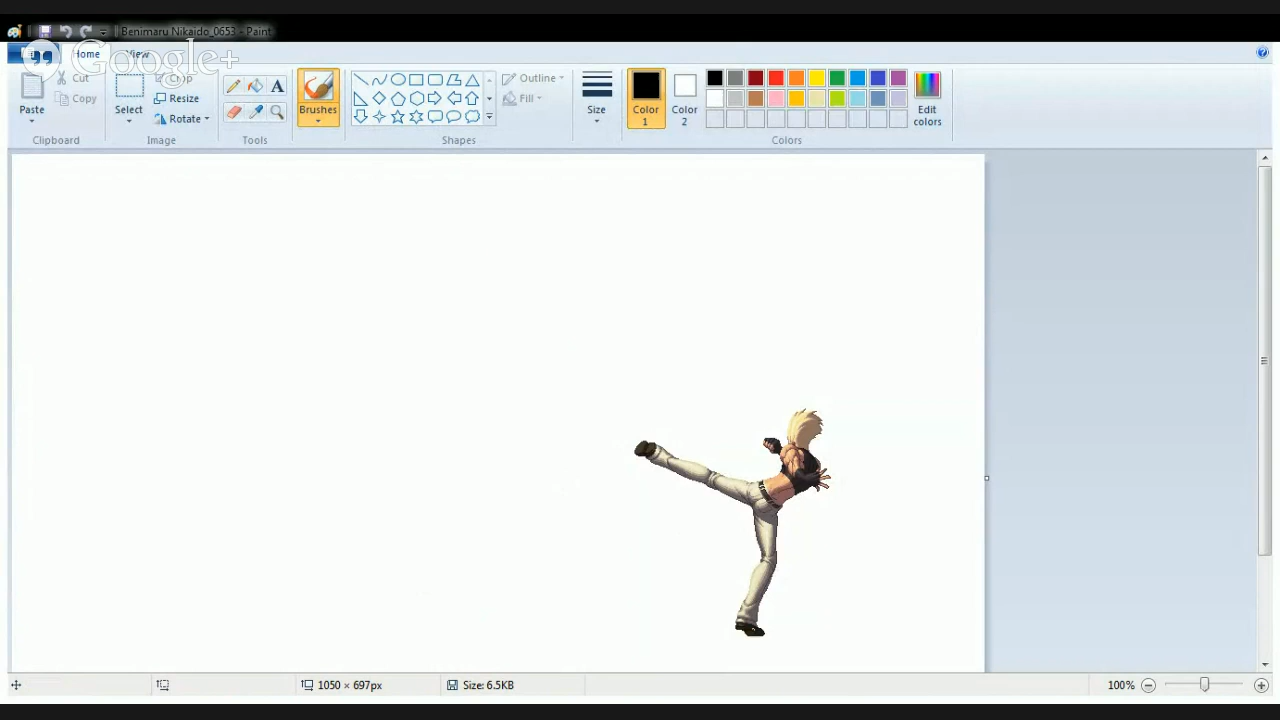 Benimaru Nikaido_0653 - Paint
Google+
Home
View
Paste
Cut
Copy
Clipboard
Select
Crop
Resize
Rotate
Image
A
Tools
Brushes
Shapes
Outline
Fill
Size
Color
1
Color
2
Edit
colors
Colors
1050 × 697px
Size: 6.5KB
100%